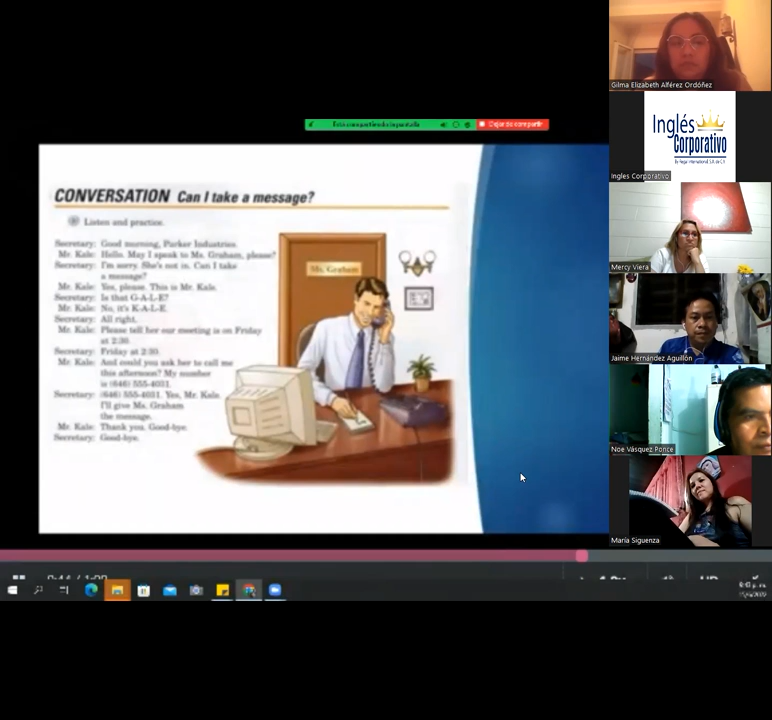 Está compartiendo la pantalla
Dejar de compartir
CONVERSATION Can I take a message?
Listen and practice.
Secretary: Good morning, Parker Industries.
Mr. Kale: Hello. May I speak to Ms. Graham, please?
Secretary: I'm sorry. She's not in. Can I take
a message?
Mr. Kale: Yes, please. This is Mr. Kale.
Secretary: Is that G-A-L-E?
Mr. Kale: No, it's K-A-L-E.
Secretary: All right.
Mr. Kale: Please tell her our meeting is on Friday
at 2:30.
Secretary: Friday at 2:30.
Mr. Kale: And could you ask her to call me
this afternoon? My number
is (646) 555-4031.
Secretary: (646) 555-4031. Yes, Mr. Kale.
I'll give Ms. Graham
the message.
Mr. Kale: Thank you. Good-bye.
Secretary: Good-bye.
Ms. Graham
Gilma Elizabeth Alférez Ordóñez
Inglés
Corporativo
Ingles Corporativo
Mercy Viera
Jaime Hernández Aguillón
Noe Vásquez Ponce
María Siguenza